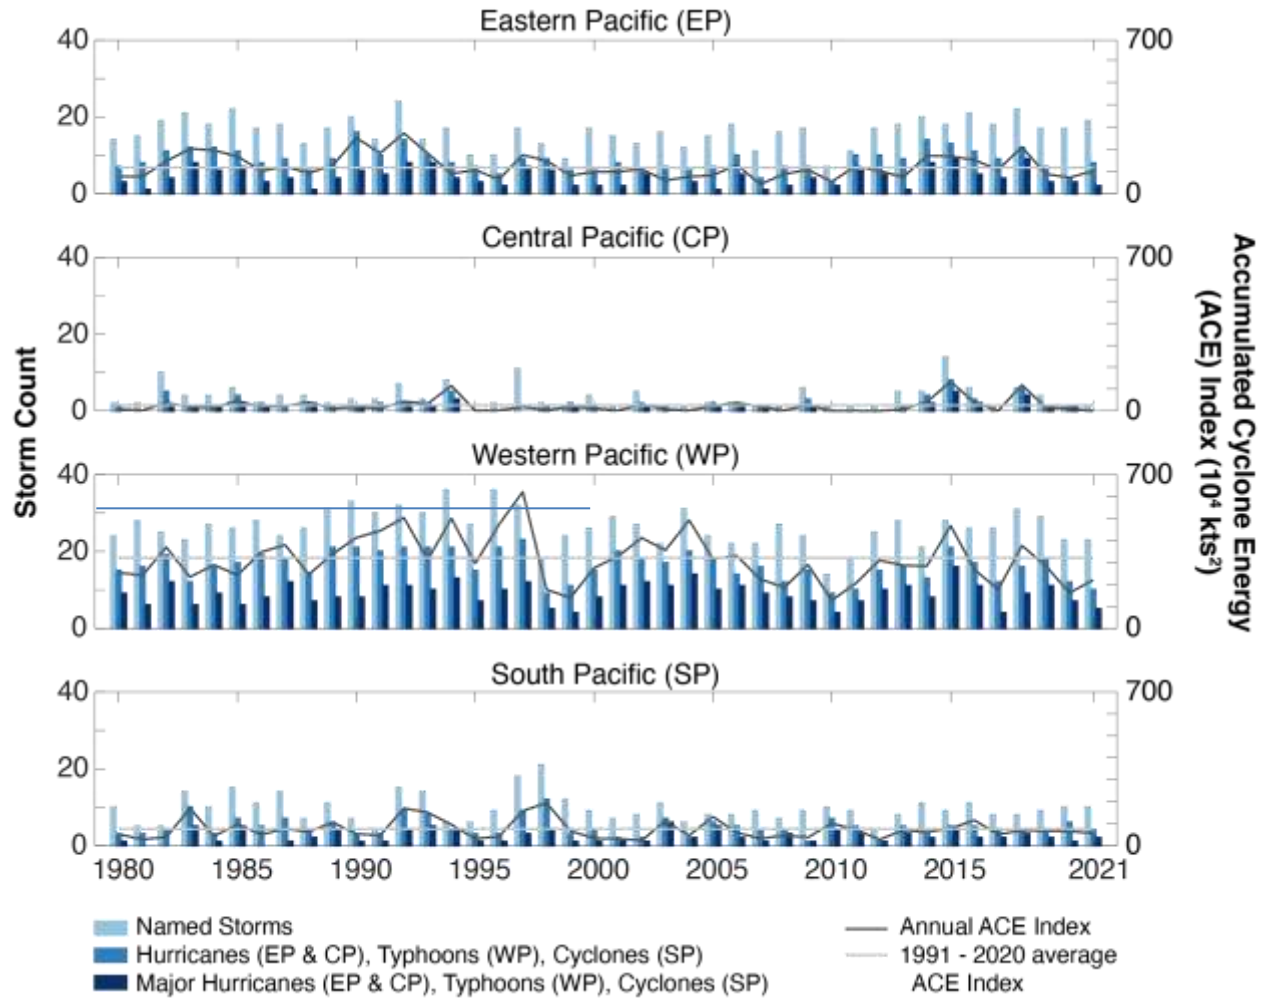 Eastern Pacific (EP)
40
20
0
700
0
Central Pacific (CP)
40
20
0
700
0
Western Pacific (WP)
40
20
0
700
0
South Pacific (SP)
40
20
0
700
0
Storm Count
Accumulated Cyclone Energy
(ACE) Index (10⁴ kts²)
1980 1985 1990 1995 2000 2005 2010 2015 2021
Named Storms
Hurricanes (EP & CP), Typhoons (WP), Cyclones (SP)
Major Hurricanes (EP & CP), Typhoons (WP), Cyclones (SP)
Annual ACE Index
1991 - 2020 average
ACE Index